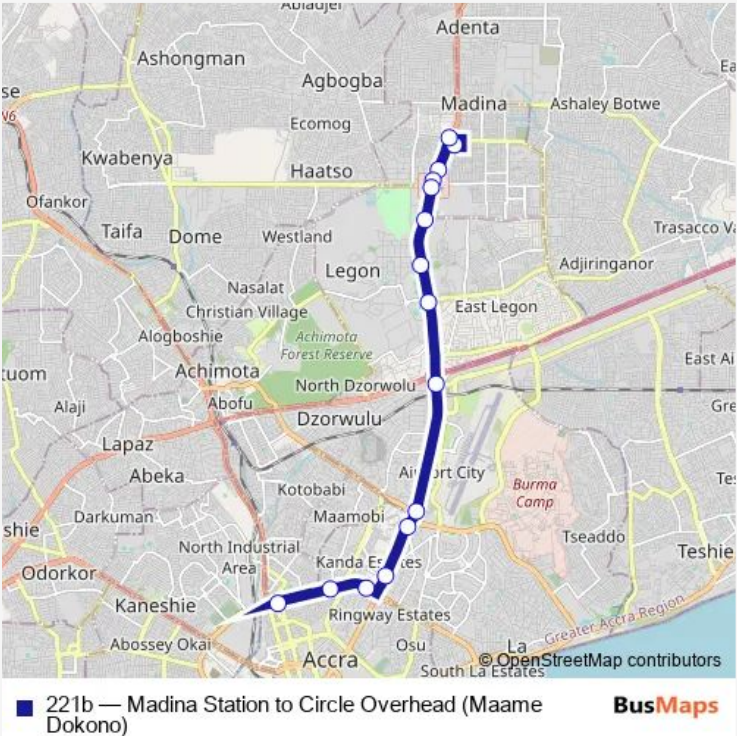 Abladjei
Adenta
Ashongman
Agbogba
Madina
Ashaley Botwe
Ecomog
Kwabenya
Haatso
N6
Ofankor
Taifa
Dome
Westland
Trasacco Va
Legon
Adjiringanor
Nasalat
Christian Village
East Legon
Alogboshie
Achimota
Forest Reserve
Achimota
North Dzorwolu
East Ai
tuom
Abofu
Alaji
Dzorwulu
Gre
Lapaz
Abeka
Airport City
Burma
Camp
Kotobabi
Darkuman
Maamobi
shie
Tseaddo
Teshie
North Industrial
Area
Kanda Estates
Odorkor
Kaneshie
Ringway Estates
Greater Accra Region
Abossey Okai
Osu
La
Accra
South La Estates
© OpenStreetMap contributors
221b — Madina Station to Circle Overhead (Maame
Dokono)
BusMaps